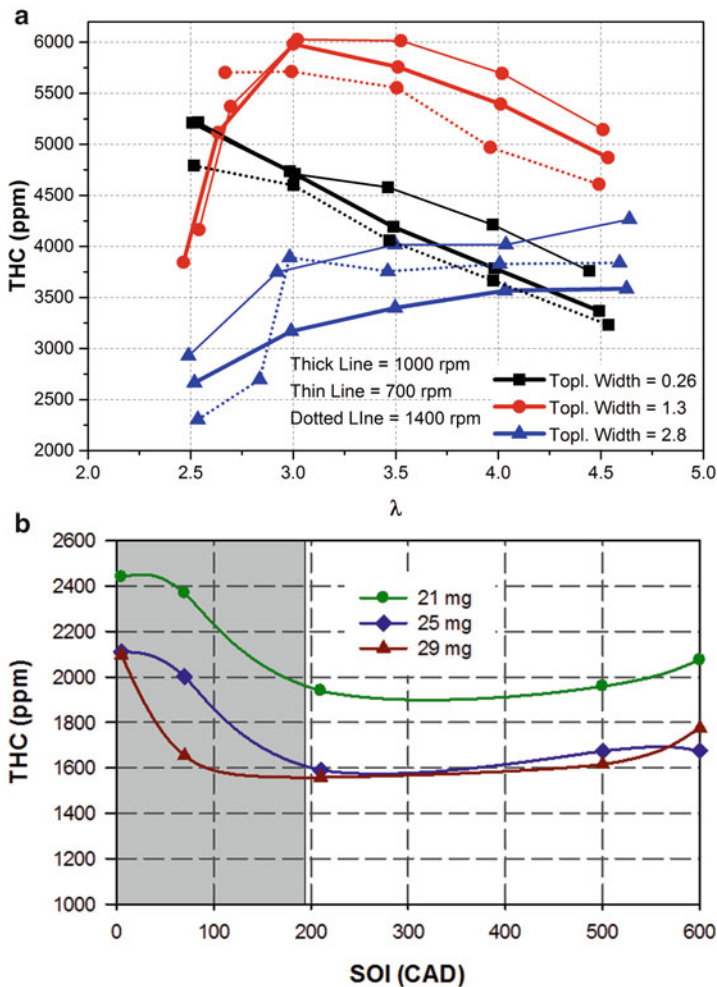 a
6000
5500
5000
4500
4000
3500
3000
2500
2000
THC (ppm)
Thick Line = 1000 rpm
Thin Line = 700 rpm
Dotted LIne = 1400 rpm
Topl. Width = 0.26
Topl. Width = 1.3
Topl. Width = 2.8
2.0 2.5 3.0 3.5 4.0 4.5 5.0
λ
b
2600
2400
2200
2000
1800
1600
1400
1200
1000
THC (ppm)
21 mg
25 mg
29 mg
0 100 200 300 400 500 600
SOI (CAD)